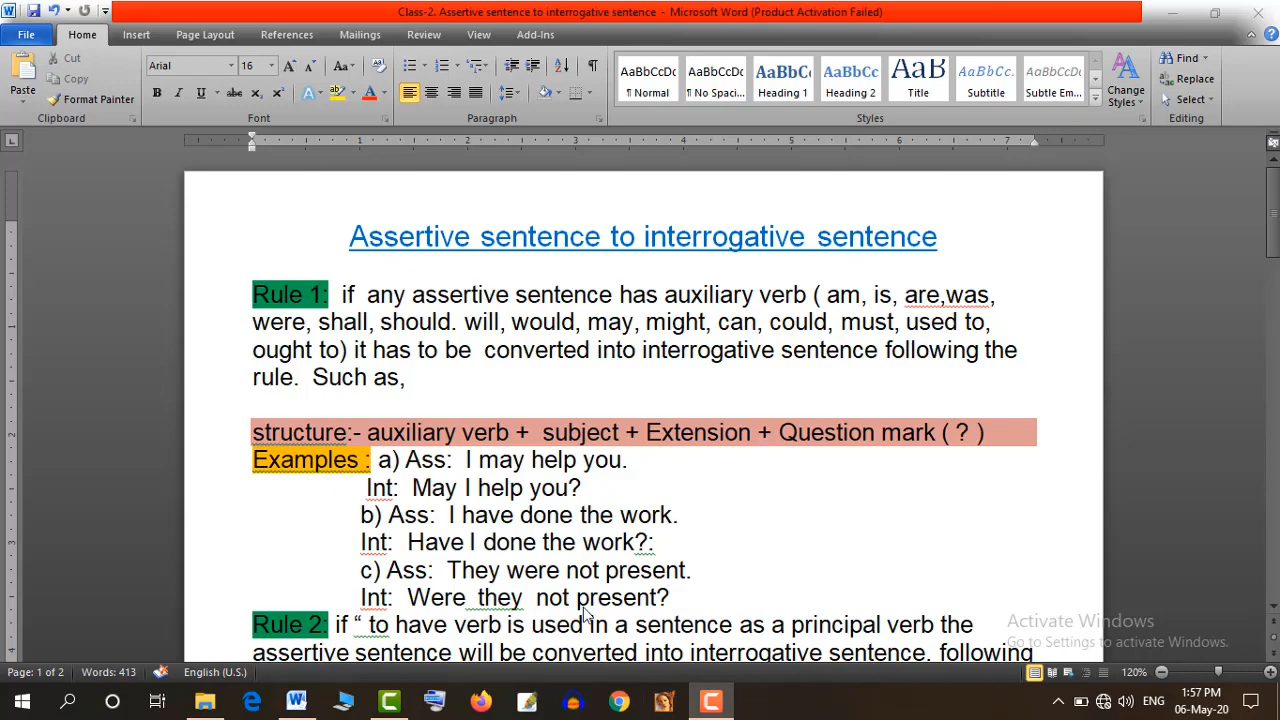 Class-2. Assertive sentence to interrogative sentence - Microsoft Word (Product Activation Failed)
File Home Insert Page Layout References Mailings Review View Add-Ins
Cut
Copy
Format Painter
Paste
Clipboard
Arial 16
Font
Paragraph
AaBbCcDc AaBbCcDc AaBbC AaBbCc AaB AaBbCc. AaBbCcDc
¶ Normal ¶ No Spaci... Heading 1 Heading 2 Title Subtitle Subtle Em...
Change Styles
Styles
Find
Replace
Select
Editing
1 2 3 4 5 6 7
Assertive sentence to interrogative sentence
Rule 1: if any assertive sentence has auxiliary verb ( am, is, are,was,
were, shall, should. will, would, may, might, can, could, must, used to,
ought to) it has to be converted into interrogative sentence following the
rule. Such as,
structure:- auxiliary verb + subject + Extension + Question mark ( ? )
Examples : a) Ass: I may help you.
Int: May I help you?
b) Ass: I have done the work.
Int: Have I done the work?:
c) Ass: They were not present.
Int: Were they not present?
Rule 2: if “ to have verb is used in a sentence as a principal verb the
assertive sentence will be converted into interrogative sentence. following
Activate Windows
Go to Settings to activate Windows.
Page: 1 of 2 Words: 413 English (U.S.) 120%
ENG
1:57 PM
06-May-20